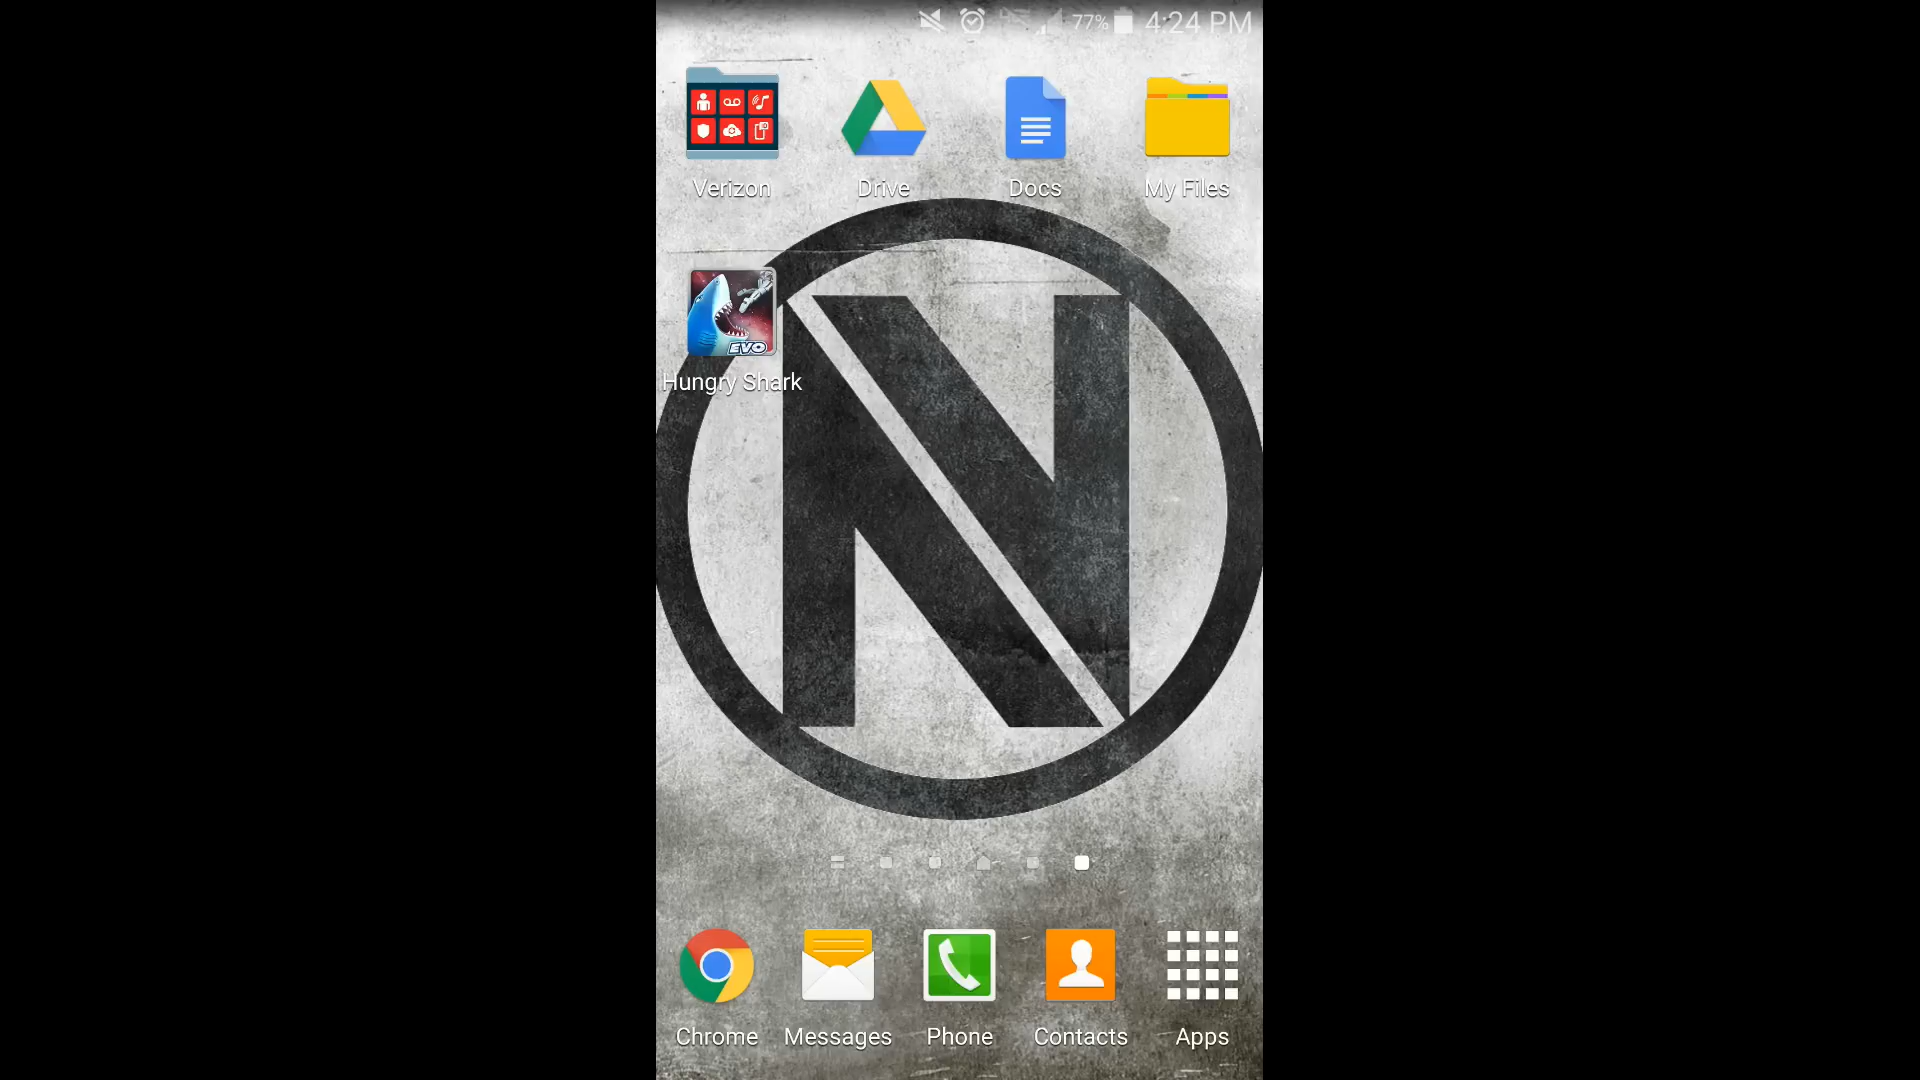 77% 4:24 PM
Verizon Drive Docs My Files
EVO
Hungry Shark
N
Chrome Messages Phone Contacts Apps